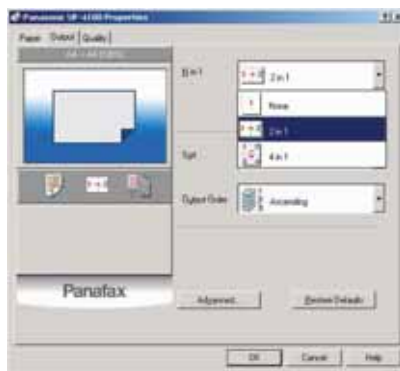 Panasonic UF-4100 Properties
Paper Output Quality
N in 1
2 in 1
None
2 in 1
4 in 1
Sort
Output Order
Ascending
Panafax
Advanced...
Restore Defaults
OK Cancel Help